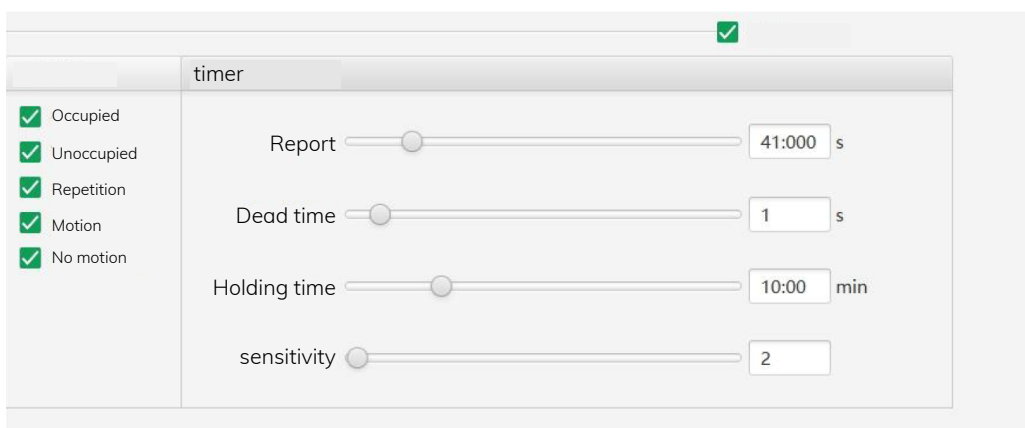 timer
Occupied
Unoccupied
Repetition
Motion
No motion
Report 41:000 s
Dead time 1 s
Holding time 10:00 min
sensitivity 2